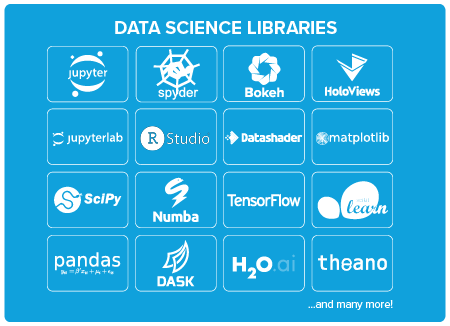 DATA SCIENCE LIBRARIES
jupyter
spyder
Bokeh
HoloViews
jupyterlab
R Studio
Datashader
matplotlib
SciPy
Numba
TensorFlow
learn
pandas
DASK
H2O.ai
theano
...and many more!